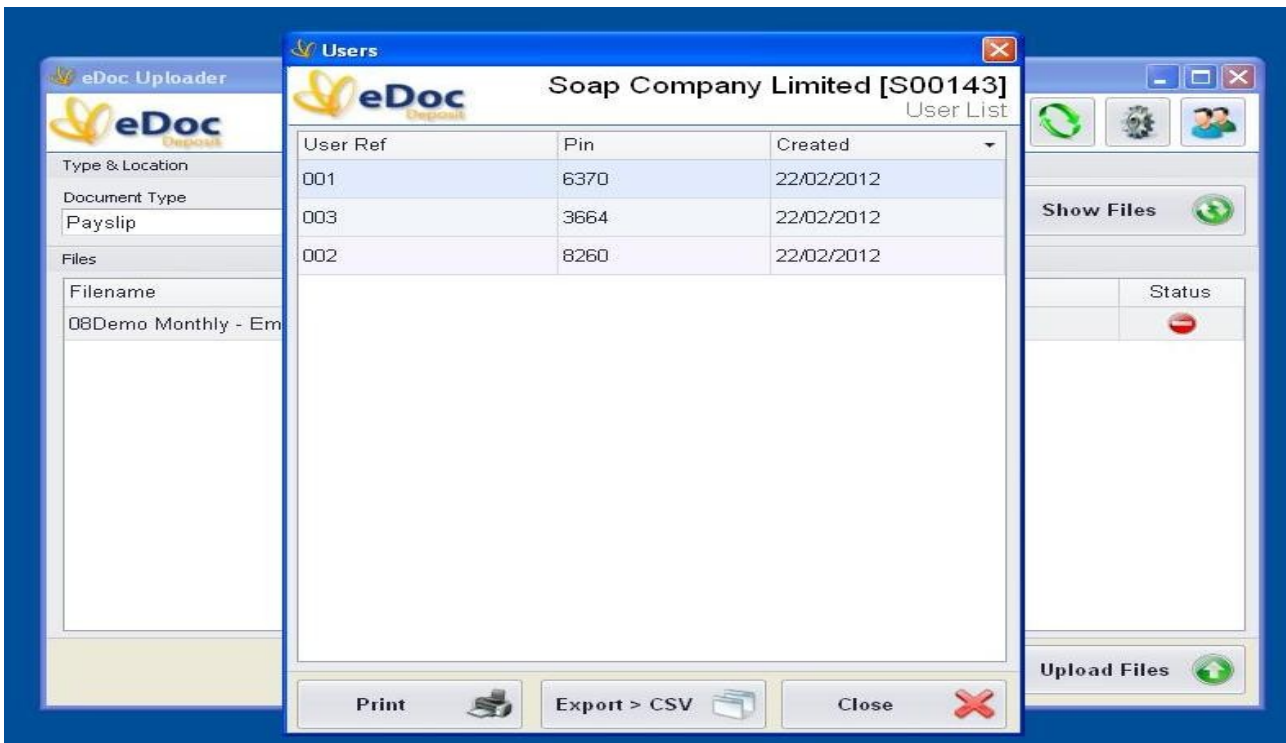 Users
eDoc Uploader
eDoc
Deposit
Soap Company Limited [S00143]
User List
eDoc
Deposit
Type & Location
Document Type
Payslip
Show Files
Files
Filename
Status
08Demo Monthly - Em
User Ref Pin Created
001 6370 22/02/2012
003 3664 22/02/2012
002 8260 22/02/2012
Upload Files
Print
Export > CSV
Close